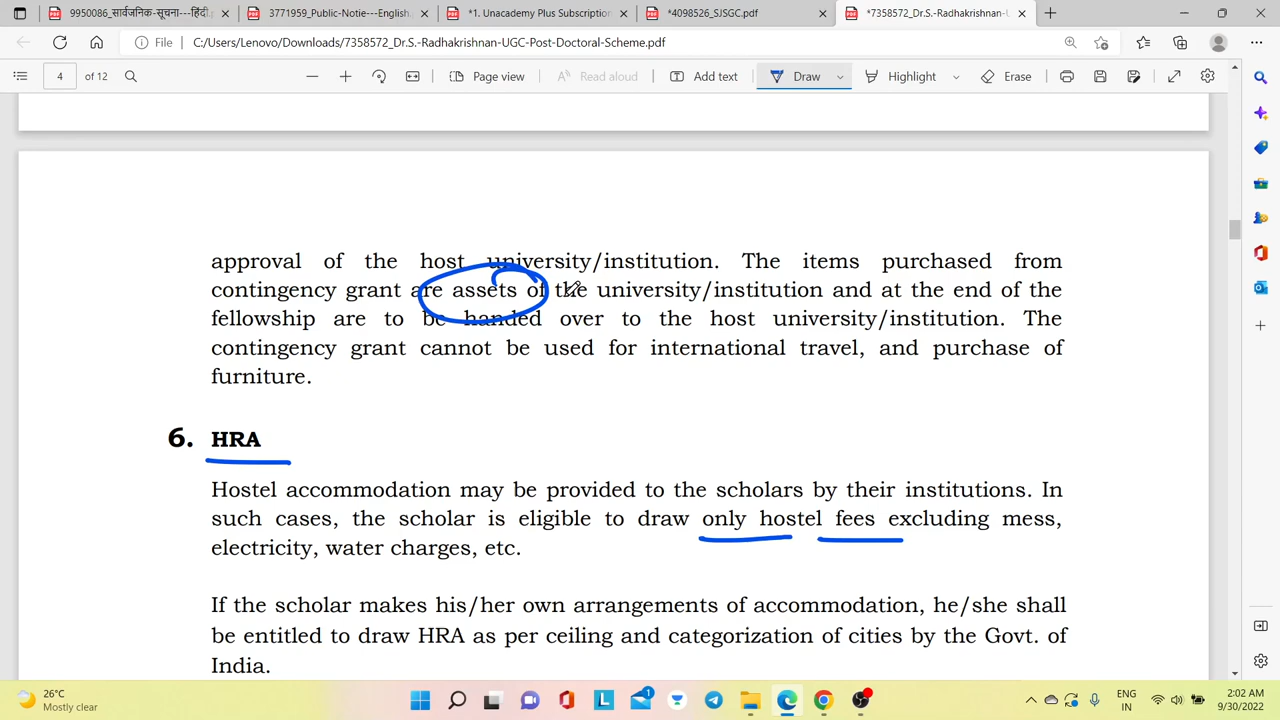 9950086_सार्वजनिक-सूचना---हिंदी
3771959_Public-Notie---English.
*1. Unacademy Plus Subscription
*4098526_SJSGC.pdf
*7358572_Dr.S.-Radhakrishnan-U
File C:/Users/Lenovo/Downloads/7358572_Dr.S.-Radhakrishnan-UGC-Post-Doctoral-Scheme.pdf
4 of 12 Page view Read aloud Add text Draw Highlight Erase
approval of the host university/institution. The items purchased from
contingency grant are assets of the university/institution and at the end of the
fellowship are to be handed over to the host university/institution. The
contingency grant cannot be used for international travel, and purchase of
furniture.
6. HRA
Hostel accommodation may be provided to the scholars by their institutions. In
such cases, the scholar is eligible to draw only hostel fees excluding mess,
electricity, water charges, etc.
If the scholar makes his/her own arrangements of accommodation, he/she shall
be entitled to draw HRA as per ceiling and categorization of cities by the Govt. of
India.
26°C
Mostly clear
1
ENG
IN
2:02 AM
9/30/2022